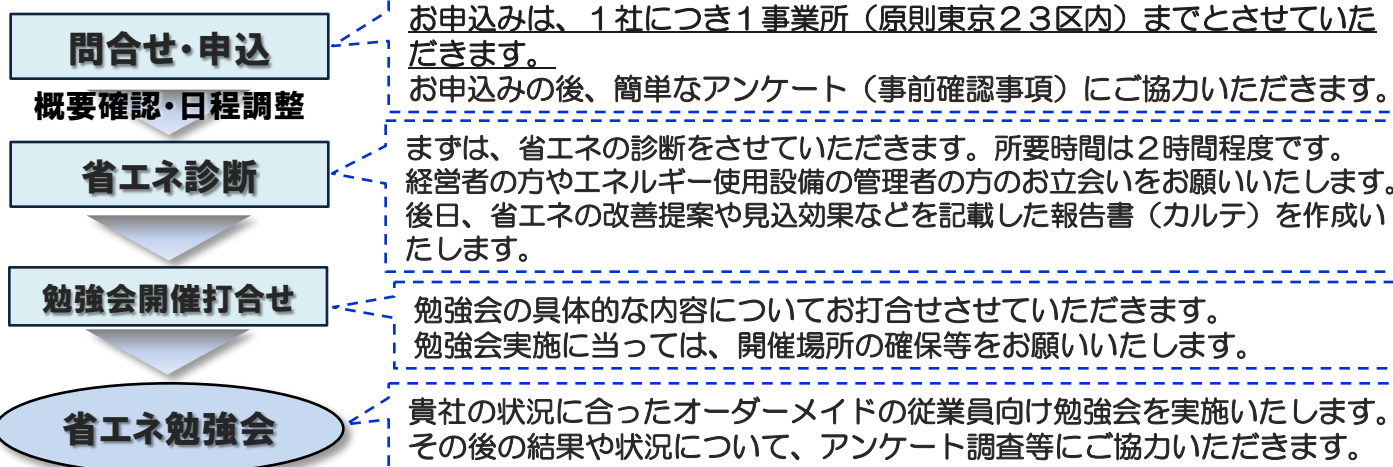 問合せ・申込
お申込みは、１社につき１事業所（原則東京２３区内）までとさせていた
だきます。
お申込みの後、簡単なアンケート（事前確認事項）にご協力いただきます。
概要確認・日程調整
省エネ診断
まずは、省エネの診断をさせていただきます。所要時間は２時間程度です。
経営者の方やエネルギー使用設備の管理者の方のお立会いをお願いいたします。
後日、省エネの改善提案や見込効果などを記載した報告書（カルテ）を作成い
たします。
勉強会開催打合せ
勉強会の具体的な内容についてお打合せさせていただきます。
勉強会実施に当っては、開催場所の確保等をお願いいたします。
省エネ勉強会
貴社の状況に合ったオーダーメイドの従業員向け勉強会を実施いたします。
その後の結果や状況について、アンケート調査等にご協力いただきます。